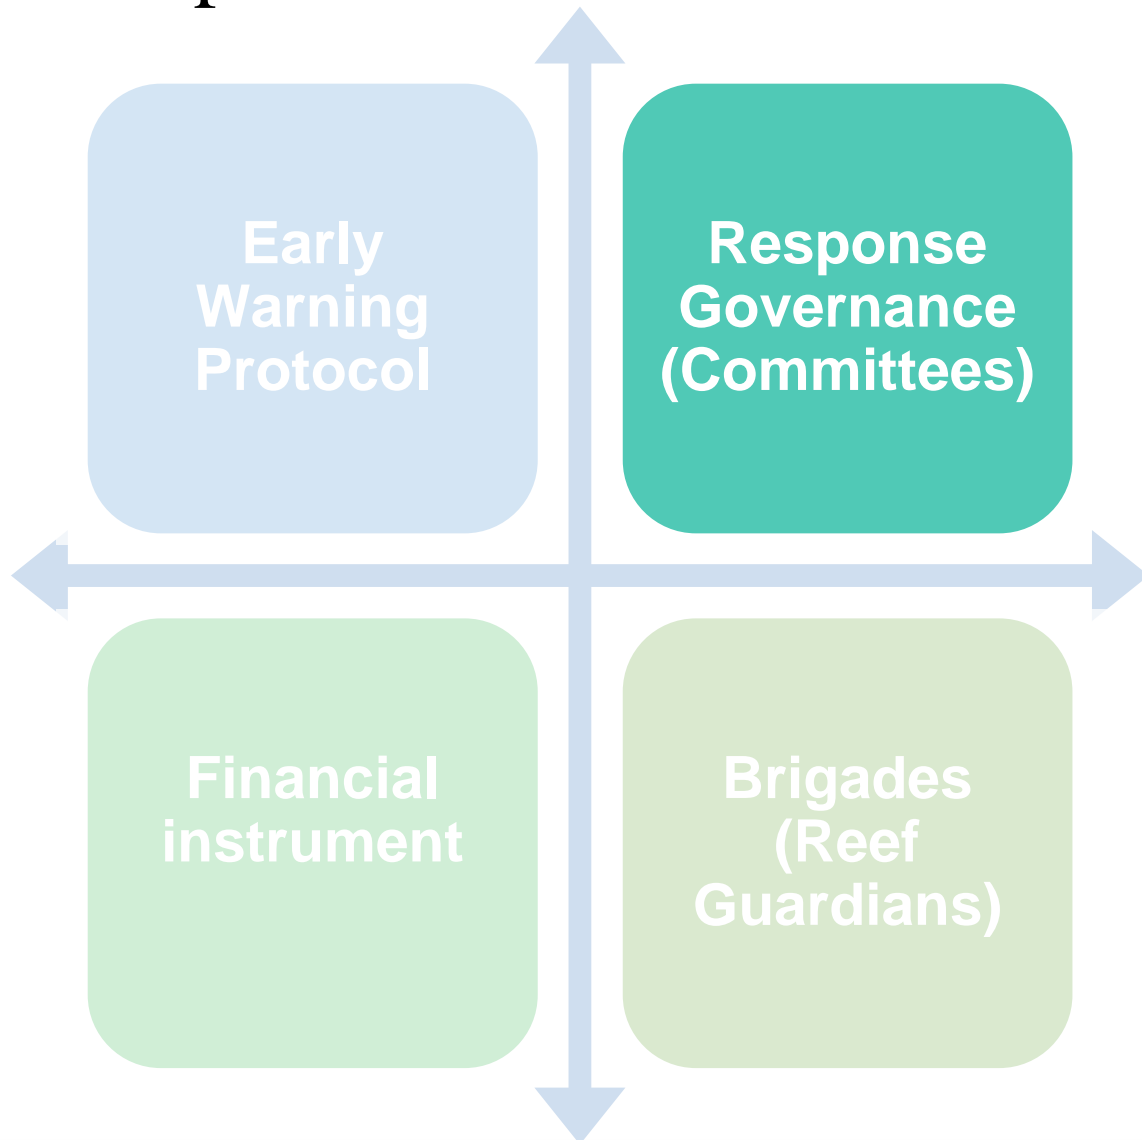 Early
Warning
Protocol
Response
Governance
(Committees)
Financial
instrument
Brigades
(Reef
Guardians)